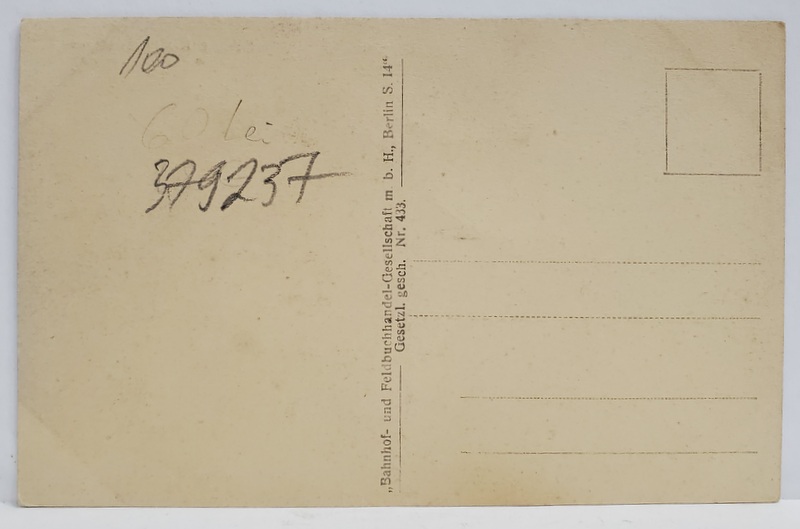 100
60 lei
379237
„Bahnhof- und Feldbuchhandel-Gesellschaft m b. H., Berlin S. 14“
Gesetzl. gesch. Nr. 433.